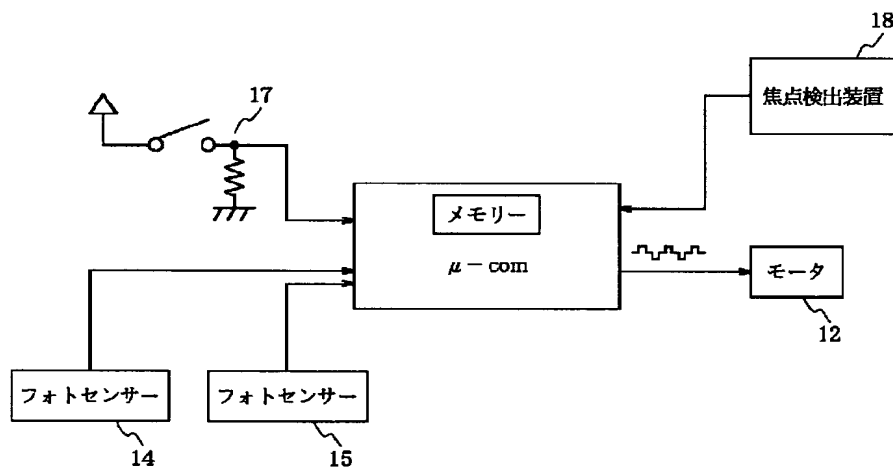 18
焦点検出装置
17
メモリー
μ-com
モータ
12
フォトセンサー
14
フォトセンサー
15